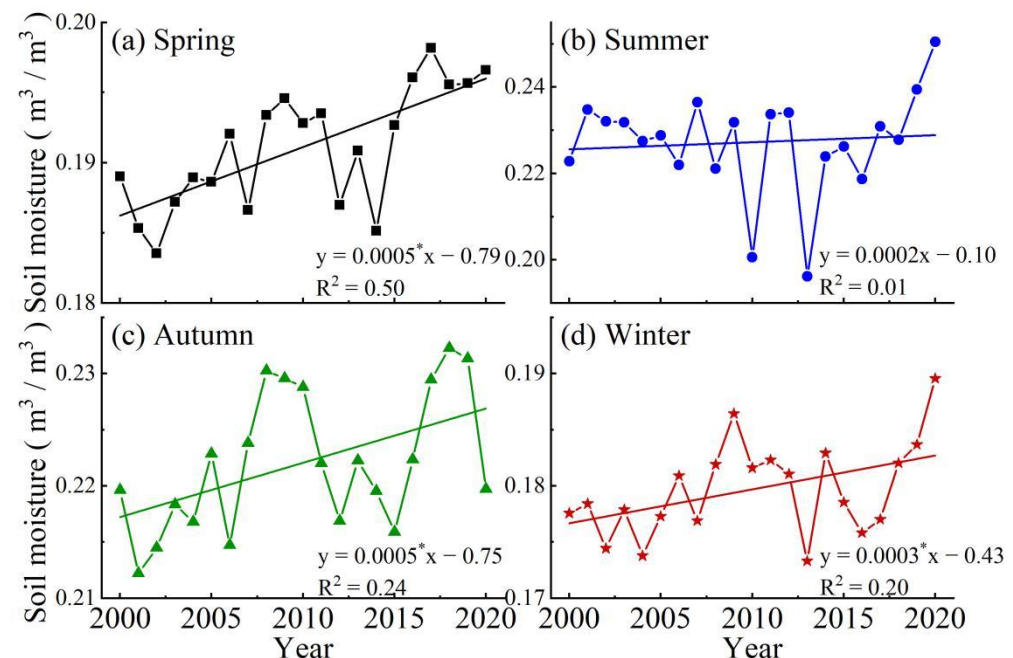 (a) Spring
Soil moisture ( m³ / m³ )
0.20
0.19
0.18
y = 0.0005*x − 0.79
R² = 0.50
(b) Summer
0.24
0.22
0.20
y = 0.0002x − 0.10
R² = 0.01
(c) Autumn
Soil moisture ( m³ / m³ )
0.23
0.22
0.21
y = 0.0005*x − 0.75
R² = 0.24
2000 2005 2010 2015 2020
Year
(d) Winter
0.19
0.18
0.17
y = 0.0003*x − 0.43
R² = 0.20
2000 2005 2010 2015 2020
Year